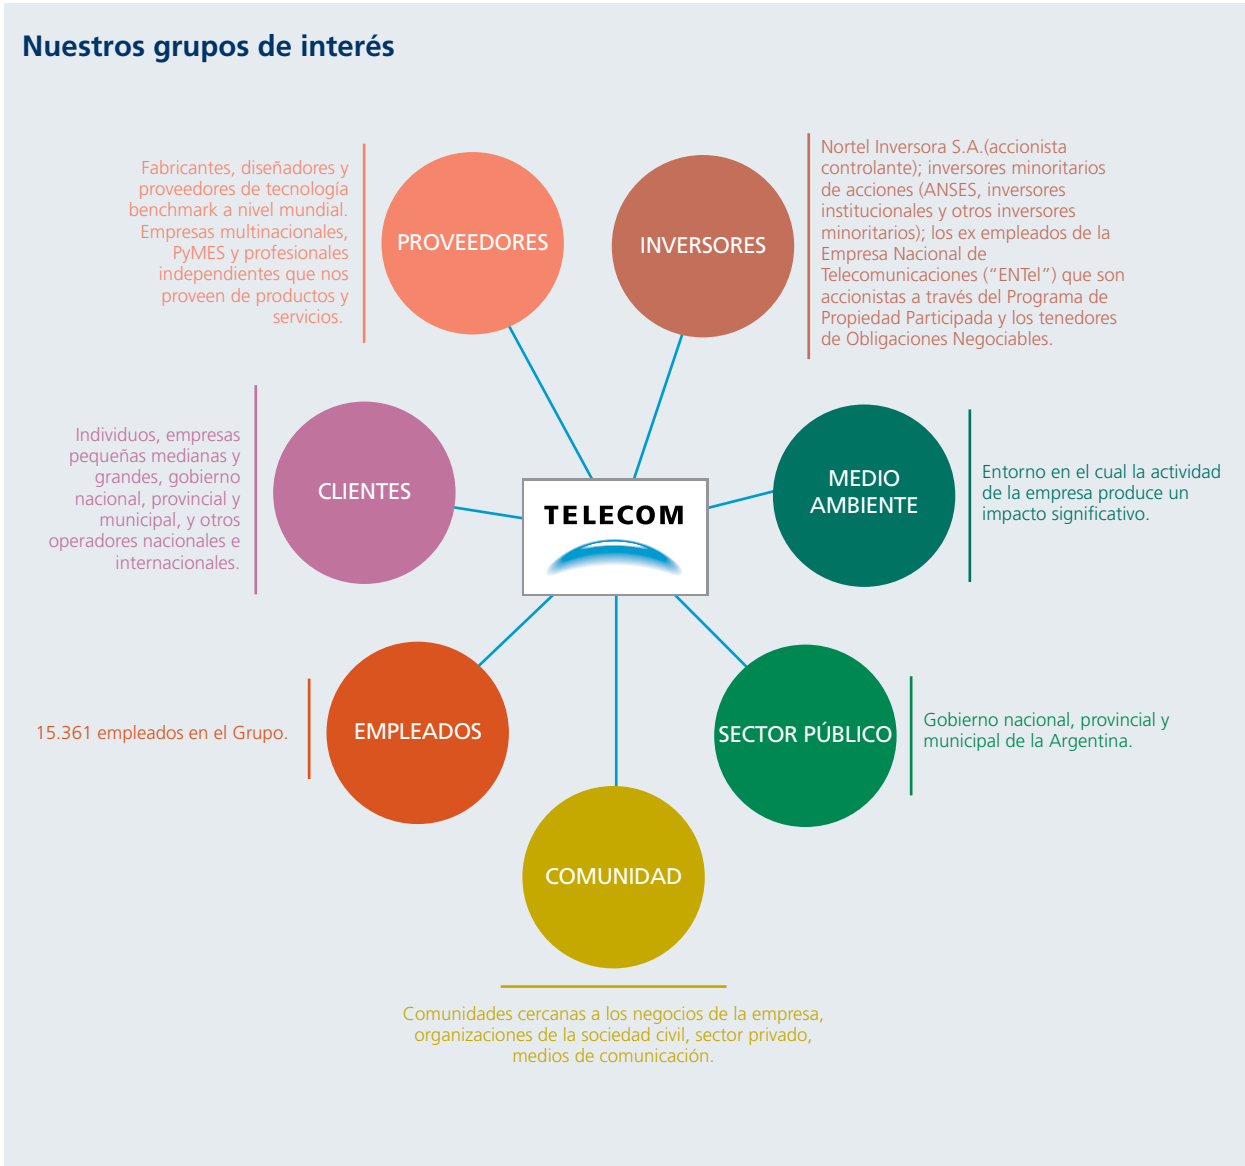 Nuestros grupos de interés
Fabricantes, diseñadores y
proveedores de tecnología
benchmark a nivel mundial.
Empresas multinacionales,
PyMES y profesionales
independientes que nos
proveen de productos y
servicios.
PROVEEDORES
INVERSORES
Nortel Inversora S.A.(accionista
controlante); inversores minoritarios
de acciones (ANSES, inversores
institucionales y otros inversores
minoritarios); los ex empleados de la
Empresa Nacional de
Telecomunicaciones (“ENTel”) que son
accionistas a través del Programa de
Propiedad Participada y los tenedores
de Obligaciones Negociables.
Individuos, empresas
pequeñas medianas y
grandes, gobierno
nacional, provincial y
municipal, y otros
operadores nacionales e
internacionales.
CLIENTES
TELECOM
MEDIO
AMBIENTE
Entorno en el cual la actividad
de la empresa produce un
impacto significativo.
15.361 empleados en el Grupo.
EMPLEADOS
SECTOR PÚBLICO
Gobierno nacional, provincial y
municipal de la Argentina.
COMUNIDAD
Comunidades cercanas a los negocios de la empresa,
organizaciones de la sociedad civil, sector privado,
medios de comunicación.